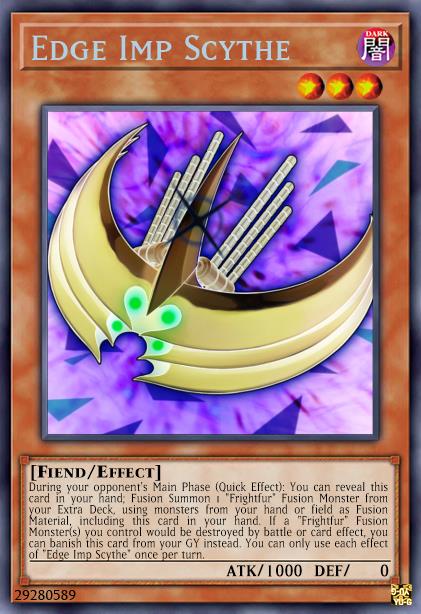 Edge Imp Scythe
DARK
闇
[Fiend/Effect]
During your opponent's Main Phase (Quick Effect): You can reveal this
card in your hand; Fusion Summon 1 "Frightfur" Fusion Monster from
your Extra Deck, using monsters from your hand or field as Fusion
Material, including this card in your hand. If a "Frightfur" Fusion
Monster(s) you control would be destroyed by battle or card effect, you
can banish this card from your GY instead. You can only use each effect
of "Edge Imp Scythe" once per turn.
ATK/1000 DEF/ 0
29280589